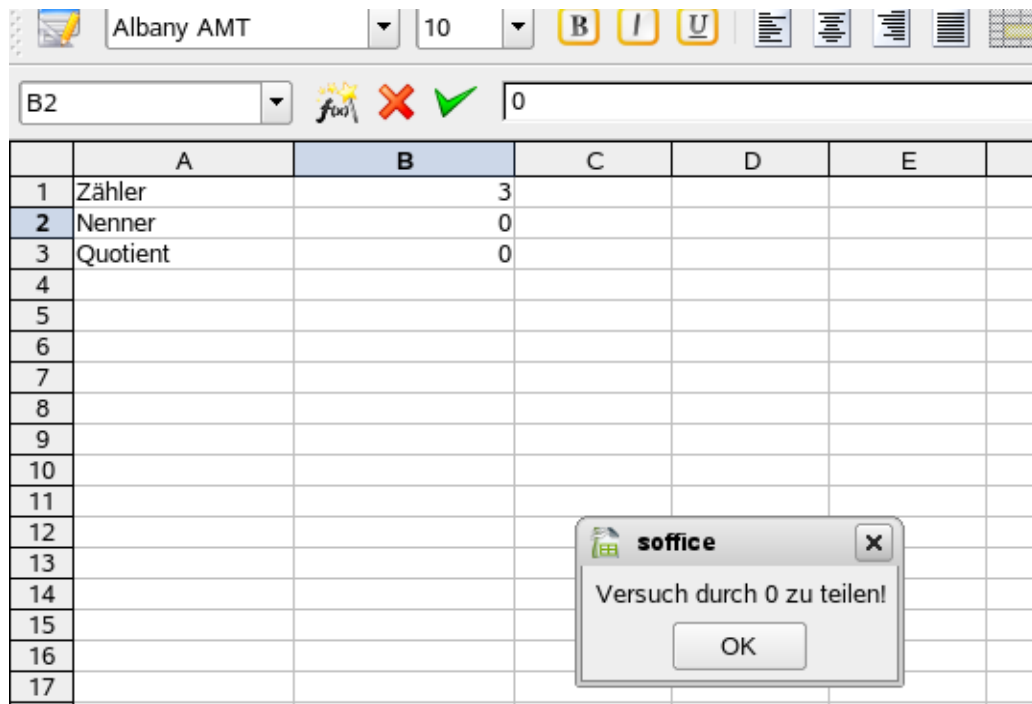 Albany AMT 10 B I U
B2 f(x) 0
A B C D E
1 Zähler 3
2 Nenner 0
3 Quotient 0
4
5
6
7
8
9
10
11
12
13
14
15
16
17
soffice
Versuch durch 0 zu teilen!
OK